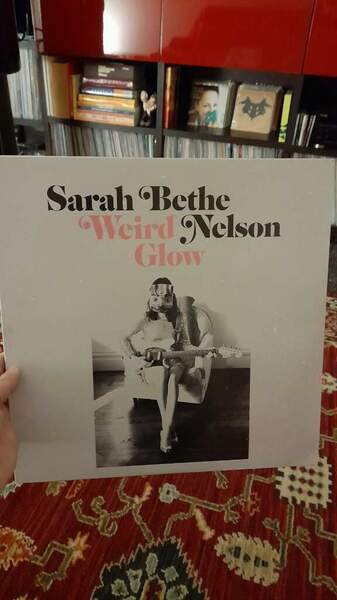 Sarah Bethe
Weird Nelson
Glow